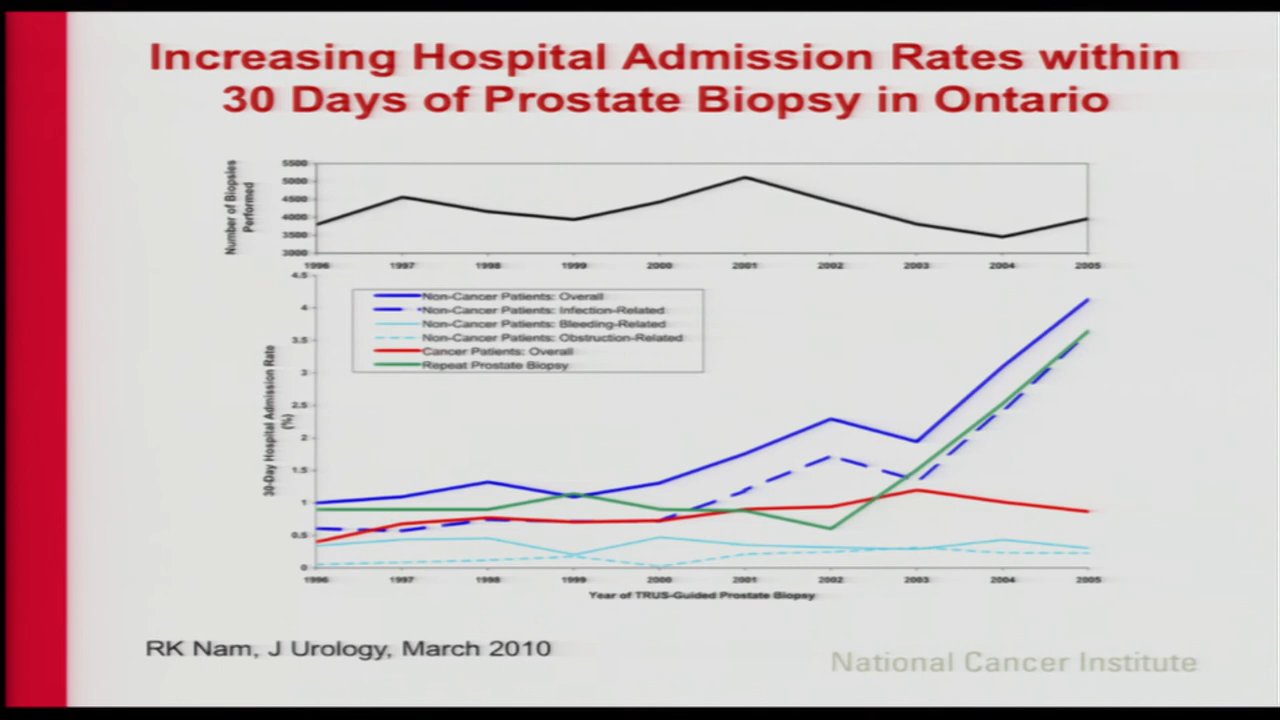 Increasing Hospital Admission Rates within
30 Days of Prostate Biopsy in Ontario
Number of Biopsies
Performed
5500
5000
4500
4000
3500
3000
1996 1997 1998 1999 2000 2001 2002 2003 2004 2005
30-Day Hospital Admission Rate
(%)
4.5
4
3.5
3
2.5
2
1.5
1
0.5
0
Non-Cancer Patients: Overall
Non-Cancer Patients: Infection-Related
Non-Cancer Patients: Bleeding-Related
Non-Cancer Patients: Obstruction-Related
Cancer Patients: Overall
Repeat Prostate Biopsy
1996 1997 1998 1999 2000 2001 2002 2003 2004 2005
Year of TRUS-Guided Prostate Biopsy
RK Nam, J Urology, March 2010
National Cancer Institute